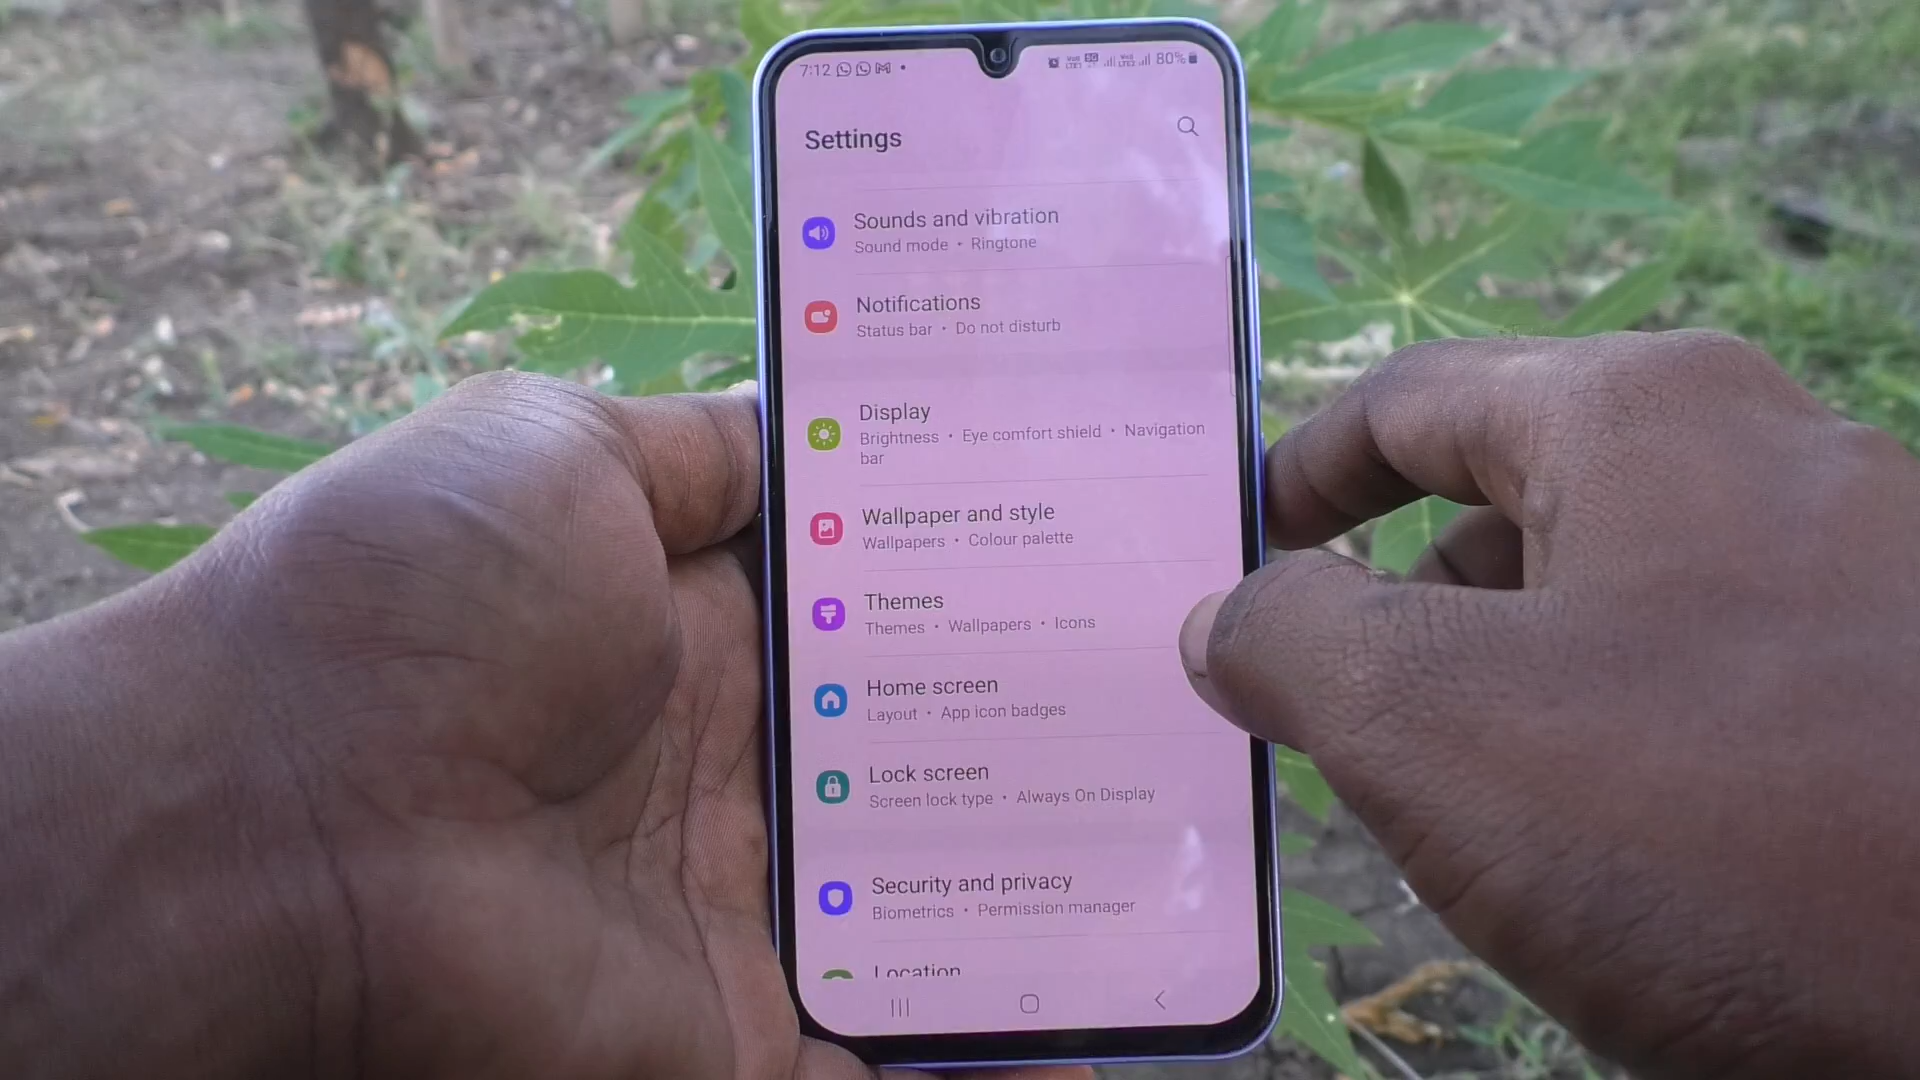 7:12
80%
Settings
Sounds and vibration
Sound mode • Ringtone
Notifications
Status bar • Do not disturb
Display
Brightness • Eye comfort shield • Navigation
bar
Wallpaper and style
Wallpapers • Colour palette
Themes
Themes • Wallpapers • Icons
Home screen
Layout • App icon badges
Lock screen
Screen lock type • Always On Display
Security and privacy
Biometrics • Permission manager
Location